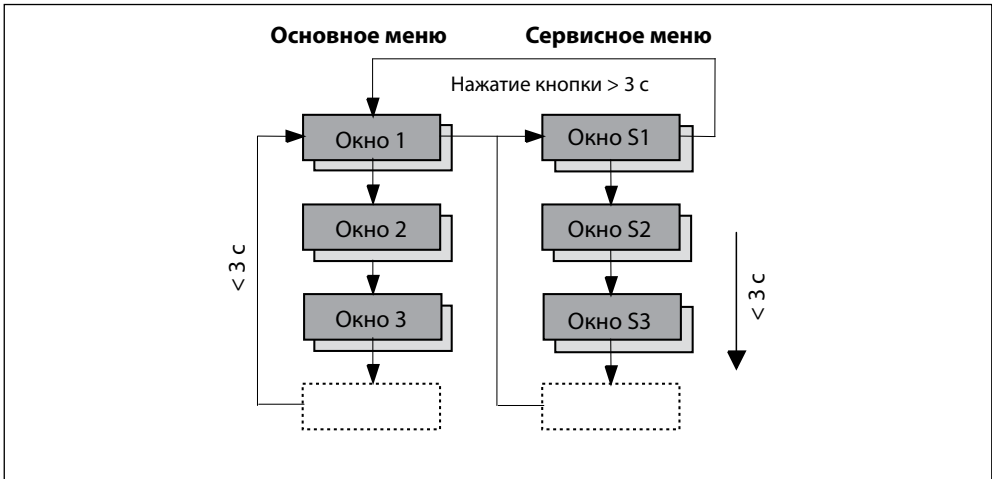 Основное меню
Сервисное меню
Нажатие кнопки > 3 с
Окно 1
Окно S1
Окно 2
Окно S2
< 3 с
< 3 с
Окно 3
Окно S3